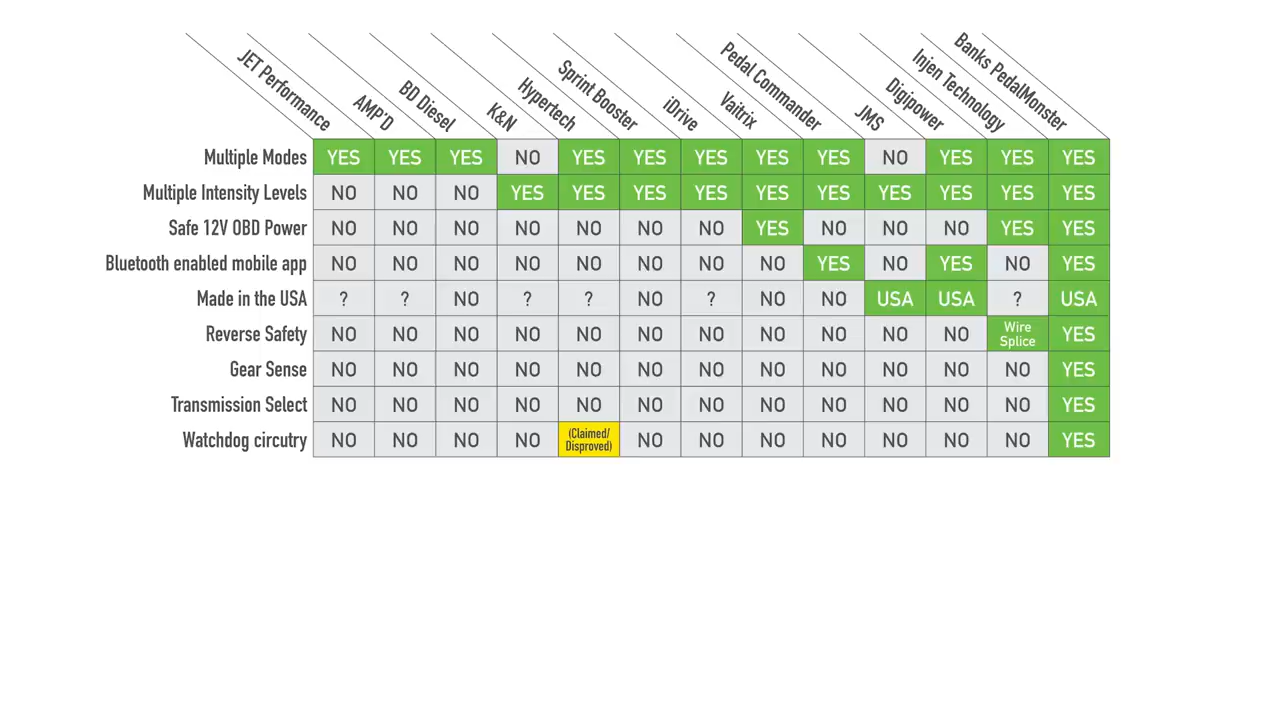 JET Performance
AMP'D
BD Diesel
K&N
Hypertech
Sprint Booster
iDrive
Vaitrix
Pedal Commander
JMS
Digipower
Injen Technology
Banks PedalMonster
Multiple Modes YES YES YES NO YES YES YES YES YES NO YES YES YES
Multiple Intensity Levels NO NO NO YES YES YES YES YES YES YES YES YES YES
Safe 12V OBD Power NO NO NO NO NO NO NO YES NO NO NO YES YES
Bluetooth enabled mobile app NO NO NO NO NO NO NO NO YES NO YES NO YES
Made in the USA ? ? NO ? ? NO ? NO NO USA USA ? USA
Reverse Safety NO NO NO NO NO NO NO NO NO NO NO Wire Splice YES
Gear Sense NO NO NO NO NO NO NO NO NO NO NO NO YES
Transmission Select NO NO NO NO NO NO NO NO NO NO NO NO YES
Watchdog circutry NO NO NO NO (Claimed/ Disproved) NO NO NO NO NO NO NO YES